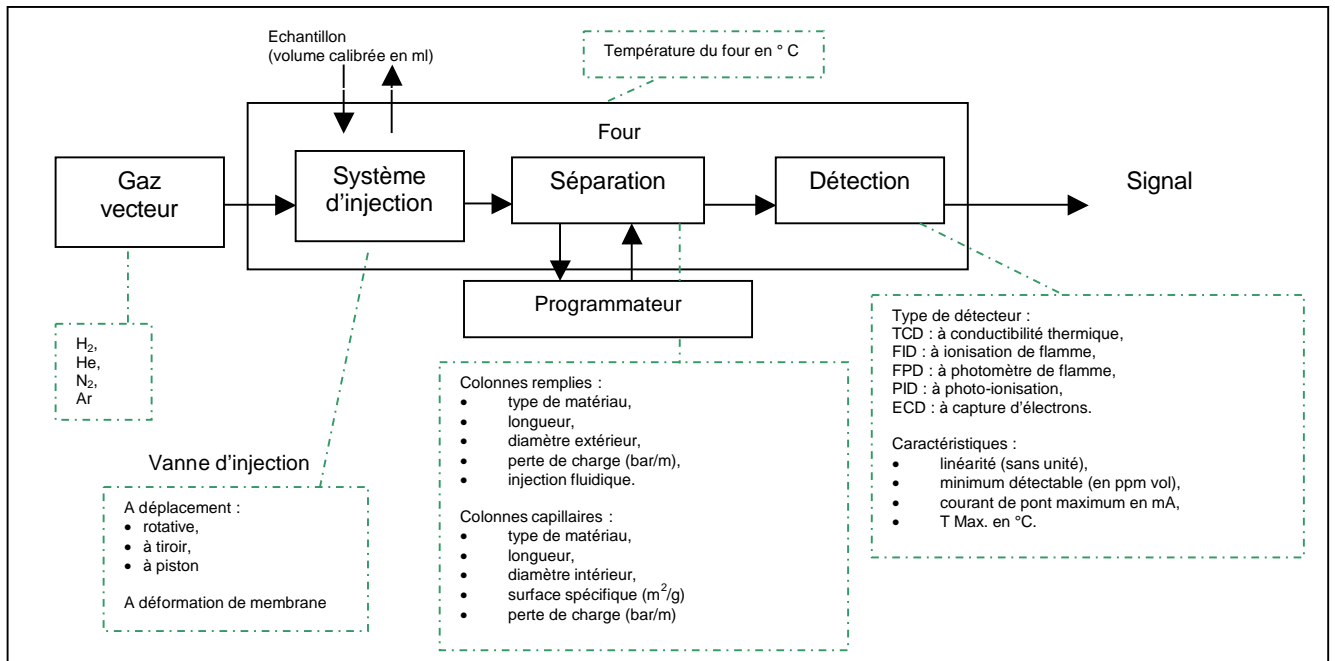 Echantillon
(volume calibrée en ml)
Température du four en ° C
Four
Gaz
vecteur
Système
d'injection
Séparation
Détection
Signal
Programmateur
H₂,
He,
N₂,
Ar
Vanne d'injection
A déplacement :
• rotative,
• à tiroir,
• à piston
A déformation de membrane
Colonnes remplies :
• type de matériau,
• longueur,
• diamètre extérieur,
• perte de charge (bar/m),
• injection fluidique.
Colonnes capillaires :
• type de matériau,
• longueur,
• diamètre intérieur,
• surface spécifique (m²/g)
• perte de charge (bar/m)
Type de détecteur :
TCD : à conductibilité thermique,
FID : à ionisation de flamme,
FPD : à photomètre de flamme,
PID : à photo-ionisation,
ECD : à capture d'électrons.
Caractéristiques :
• linéarité (sans unité),
• minimum détectable (en ppm vol),
• courant de pont maximum en mA,
• T Max. en °C.